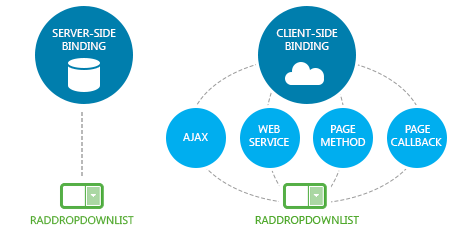 SERVER-SIDE
BINDING
CLIENT-SIDE
BINDING
AJAX
WEB
SERVICE
PAGE
METHOD
PAGE
CALLBACK
RADDROPDOWNLIST
RADDROPDOWNLIST